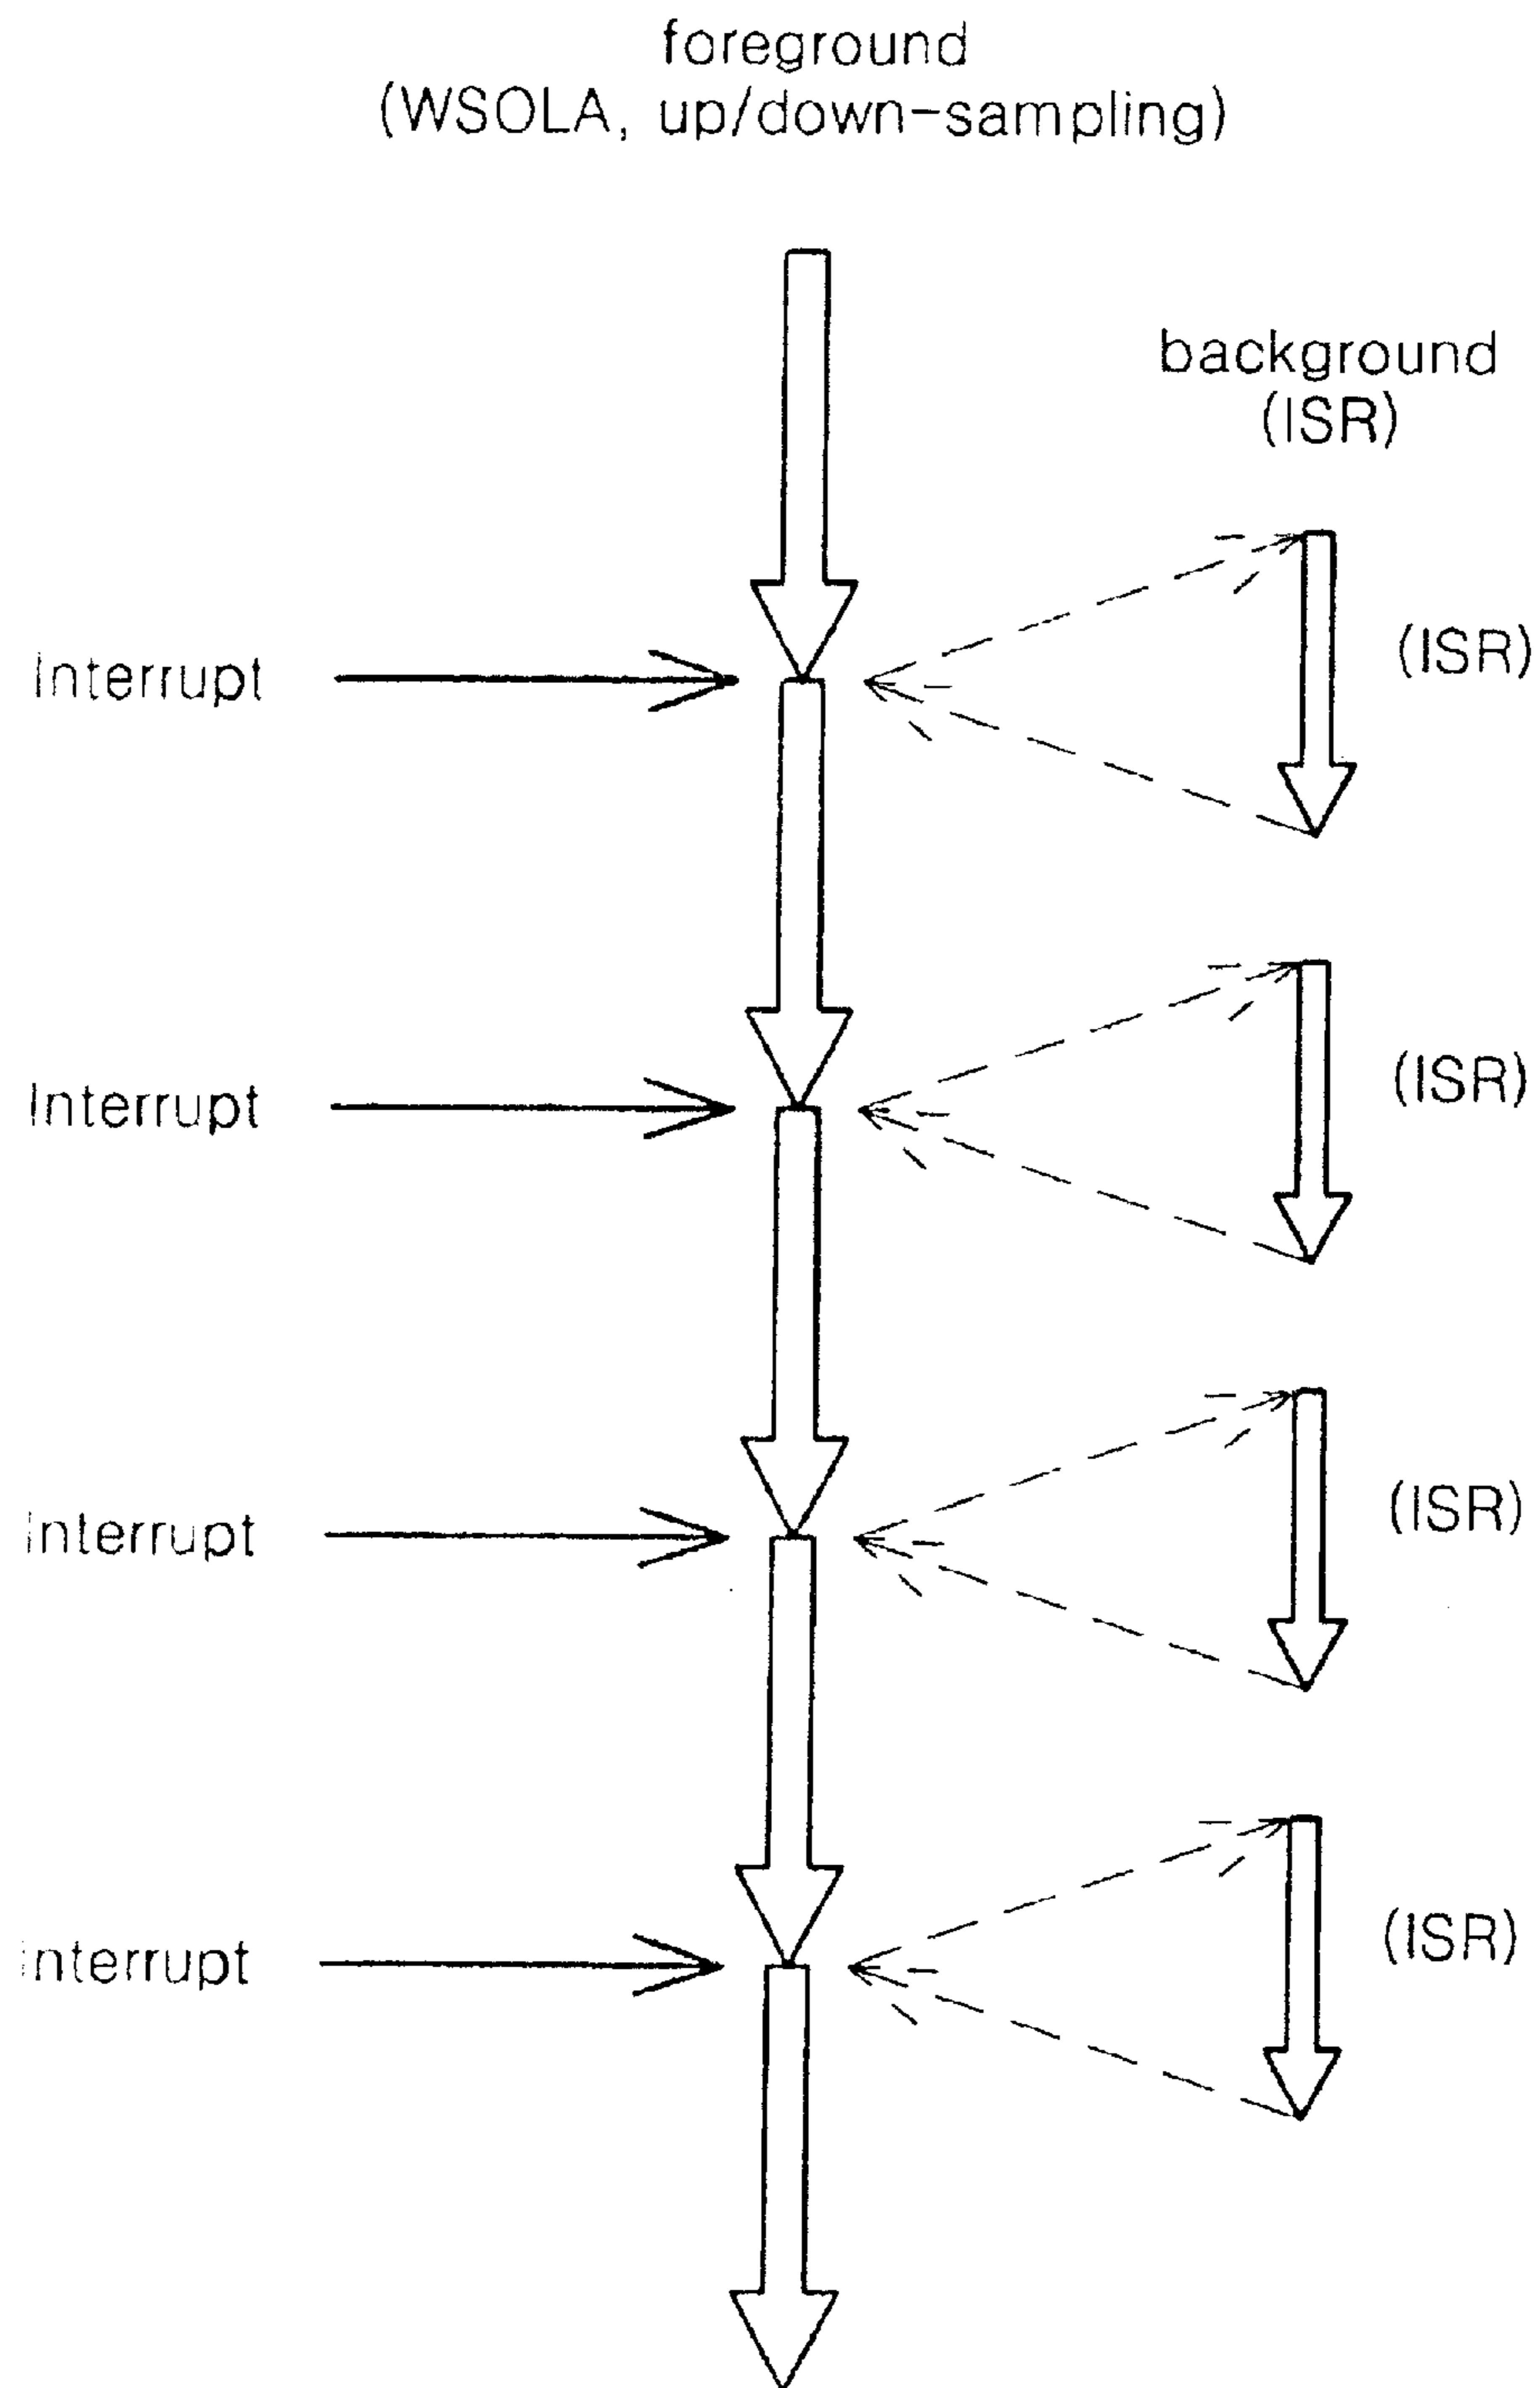 foreground
(WSOLA, up/down-sampling)
background
(ISR)
Interrupt
(ISR)
Interrupt
(ISR)
Interrupt
(ISR)
Interrupt
(ISR)